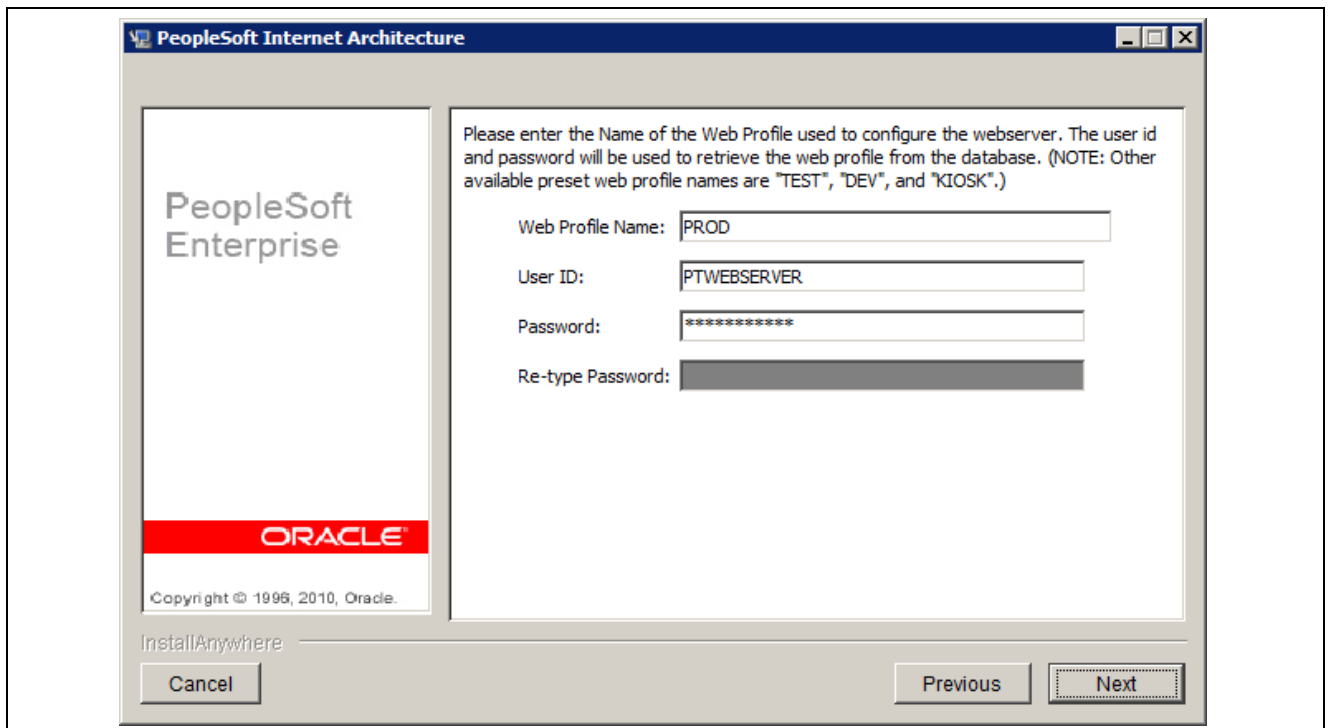 PeopleSoft Internet Architecture
PeopleSoft
Enterprise
ORACLE
Copyright © 1996, 2010, Oracle.
Please enter the Name of the Web Profile used to configure the webserver. The user id
and password will be used to retrieve the web profile from the database. (NOTE: Other
available preset web profile names are "TEST", "DEV", and "KIOSK".)
Web Profile Name: PROD
User ID: PTWEBSERVER
Password: ***********
Re-type Password:
InstallAnywhere
Cancel Previous Next